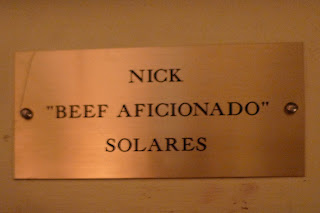 NICK
"BEEF AFICIONADO"
SOLARES